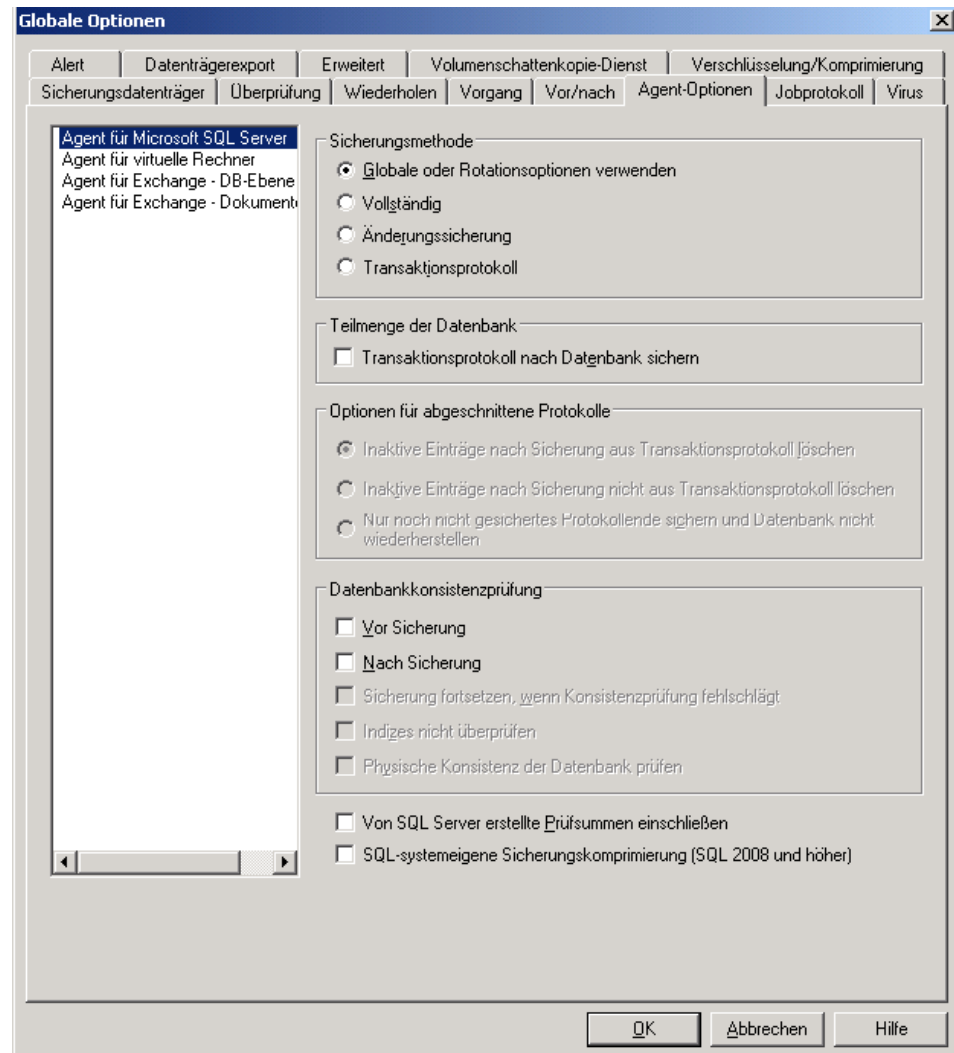 Globale Optionen
Alert
Datenträgerexport
Erweitert
Volumenschattenkopie-Dienst
Verschlüsselung/Komprimierung
Sicherungsdatenträger
Überprüfung
Wiederholen
Vorgang
Vor/nach
Agent-Optionen
Jobprotokoll
Virus
Agent für Microsoft SQL Server
Agent für virtuelle Rechner
Agent für Exchange - DB-Ebene
Agent für Exchange - Dokument
Sicherungsmethode
Globale oder Rotationsoptionen verwenden
Vollständig
Änderungssicherung
Transaktionsprotokoll
Teilmenge der Datenbank
Transaktionsprotokoll nach Datenbank sichern
Optionen für abgeschnittene Protokolle
Inaktive Einträge nach Sicherung aus Transaktionsprotokoll löschen
Inaktive Einträge nach Sicherung nicht aus Transaktionsprotokoll löschen
Nur noch nicht gesichertes Protokollende sichern und Datenbank nicht
wiederherstellen
Datenbankkonsistenzprüfung
Vor Sicherung
Nach Sicherung
Sicherung fortsetzen, wenn Konsistenzprüfung fehlschlägt
Indizes nicht überprüfen
Physische Konsistenz der Datenbank prüfen
Von SQL Server erstellte Prüfsummen einschließen
SQL-systemeigene Sicherungskomprimierung (SQL 2008 und höher)
OK
Abbrechen
Hilfe